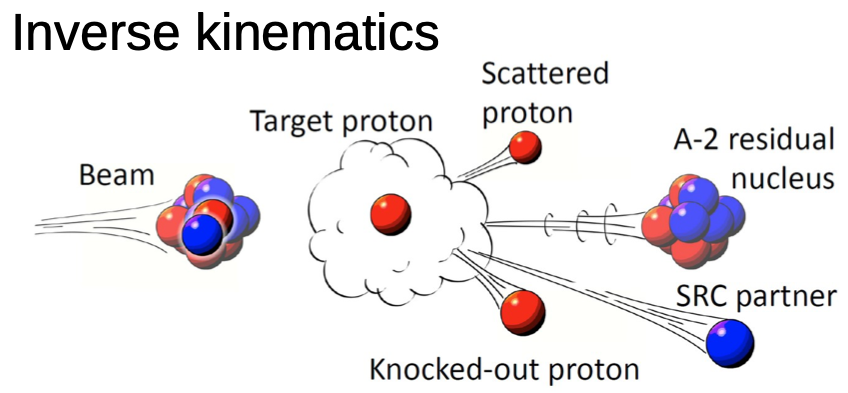 Inverse kinematics
Scattered
proton
Target proton
A-2 residual
nucleus
Beam
SRC partner
Knocked-out proton